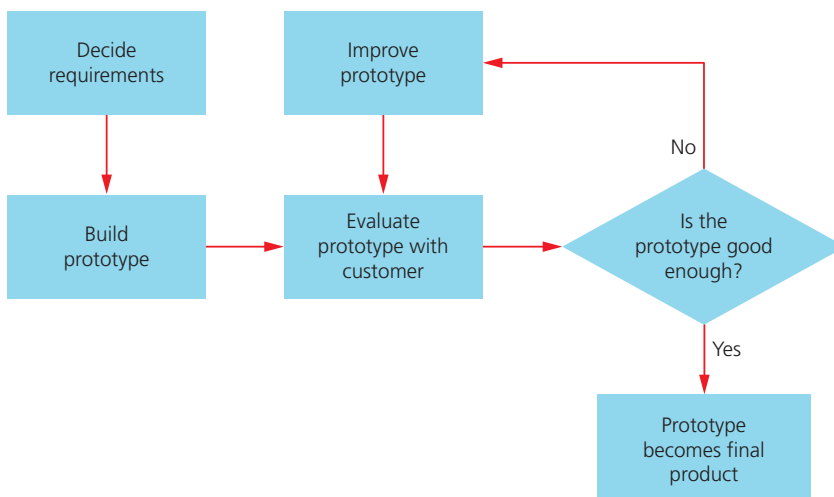 Decide
requirements
Improve
prototype
Build
prototype
Evaluate
prototype with
customer
Is the
prototype good
enough?
No
Yes
Prototype
becomes final
product